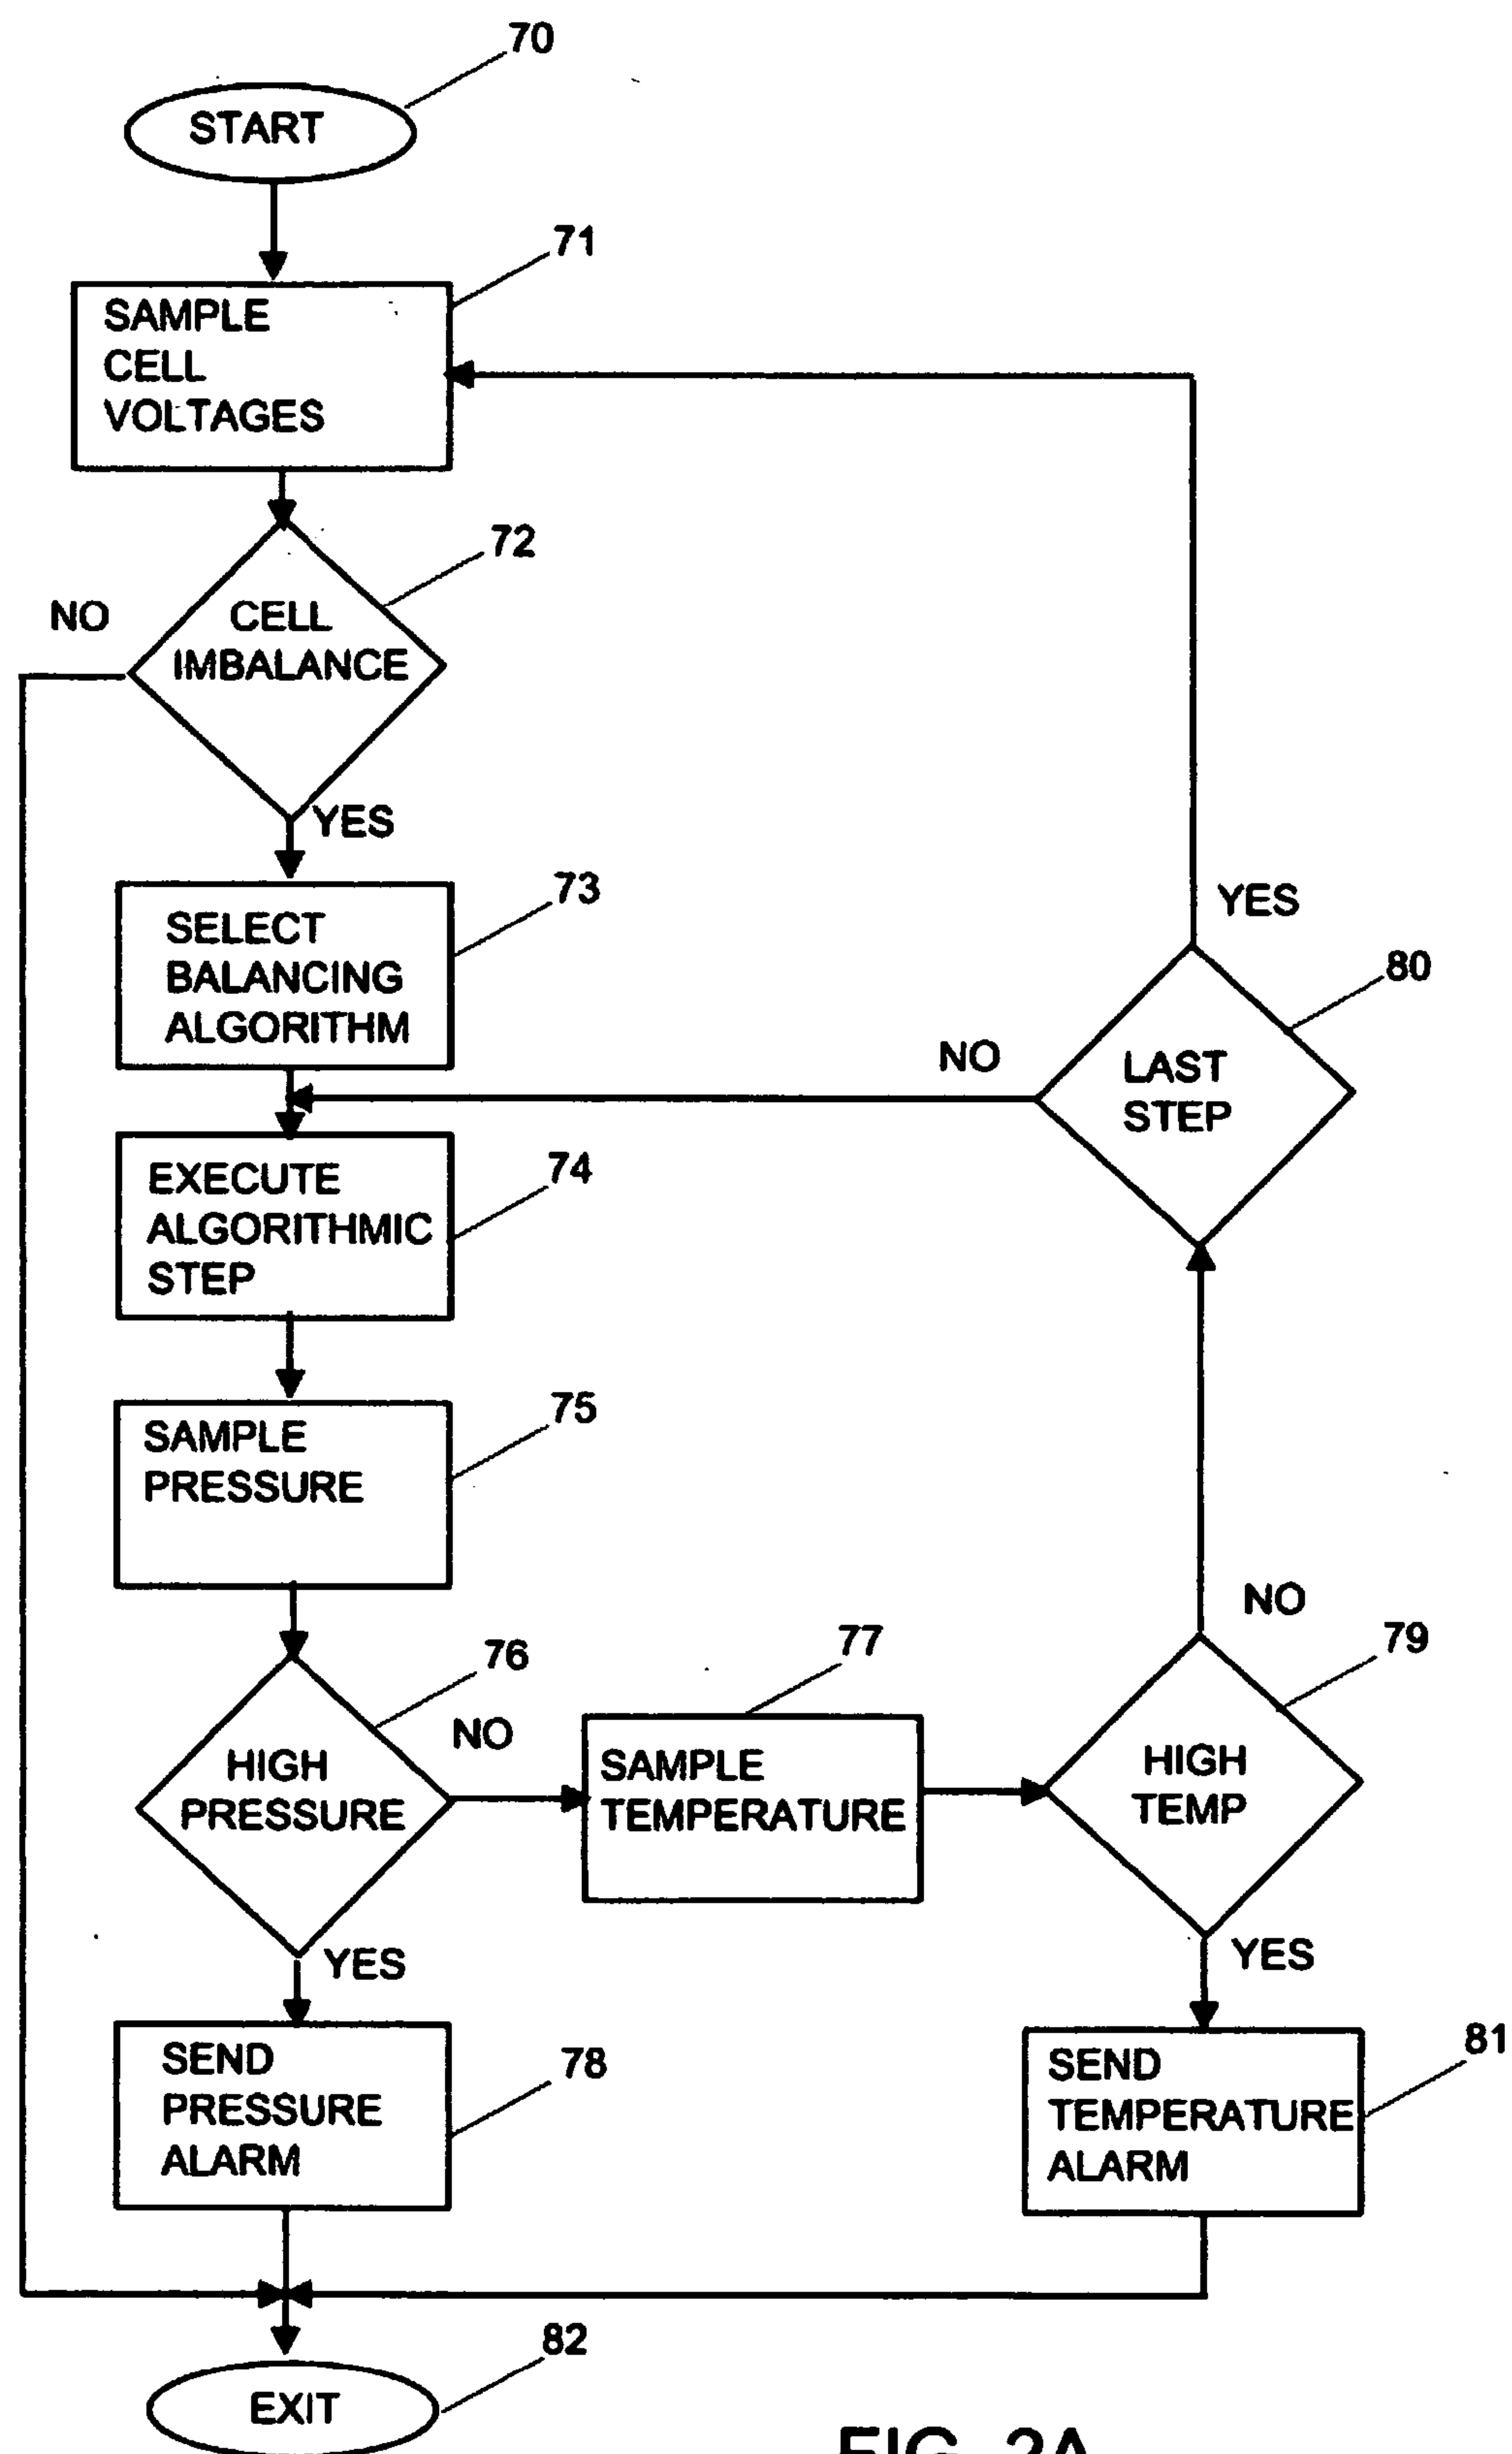 70
START
71
SAMPLE
CELL
VOLTAGES
72
NO
CELL
IMBALANCE
YES
73
SELECT
BALANCING
ALGORITHM
YES
80
NO
LAST
STEP
74
EXECUTE
ALGORITHMIC
STEP
75
SAMPLE
PRESSURE
76
NO
HIGH
PRESSURE
YES
77
SAMPLE
TEMPERATURE
NO
79
HIGH
TEMP
YES
78
SEND
PRESSURE
ALARM
81
SEND
TEMPERATURE
ALARM
82
EXIT
FIG. 2A